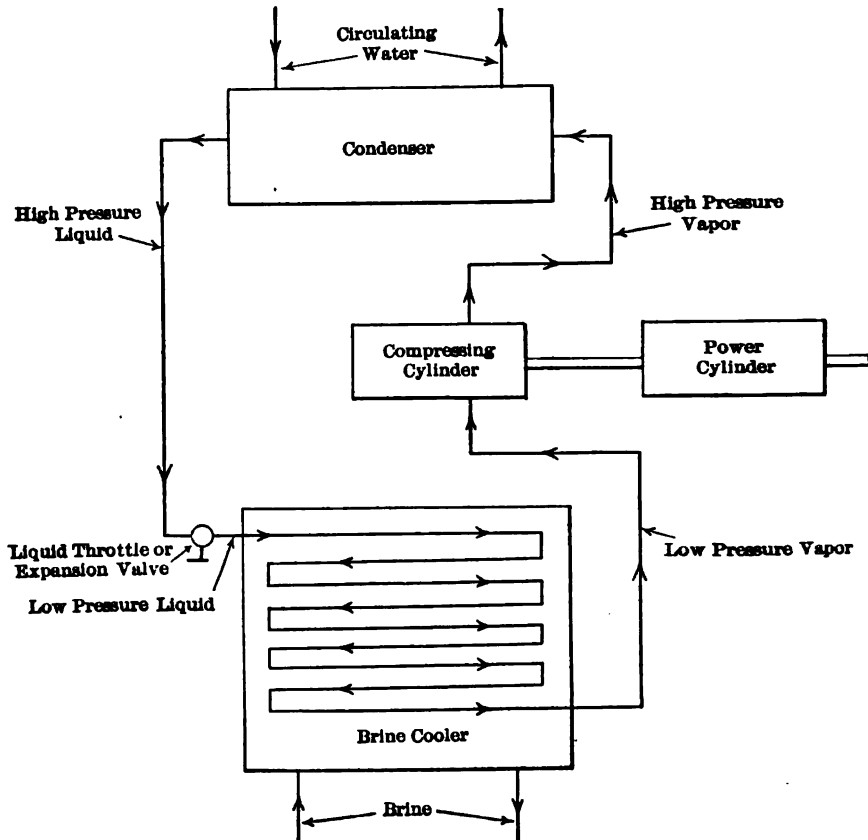 Circulating
Water
Condenser
High Pressure
Liquid
High Pressure
Vapor
Compressing
Cylinder
Power
Cylinder
Liquid Throttle or
Expansion Valve
Low Pressure Liquid
Low Pressure Vapor
Brine Cooler
Brine